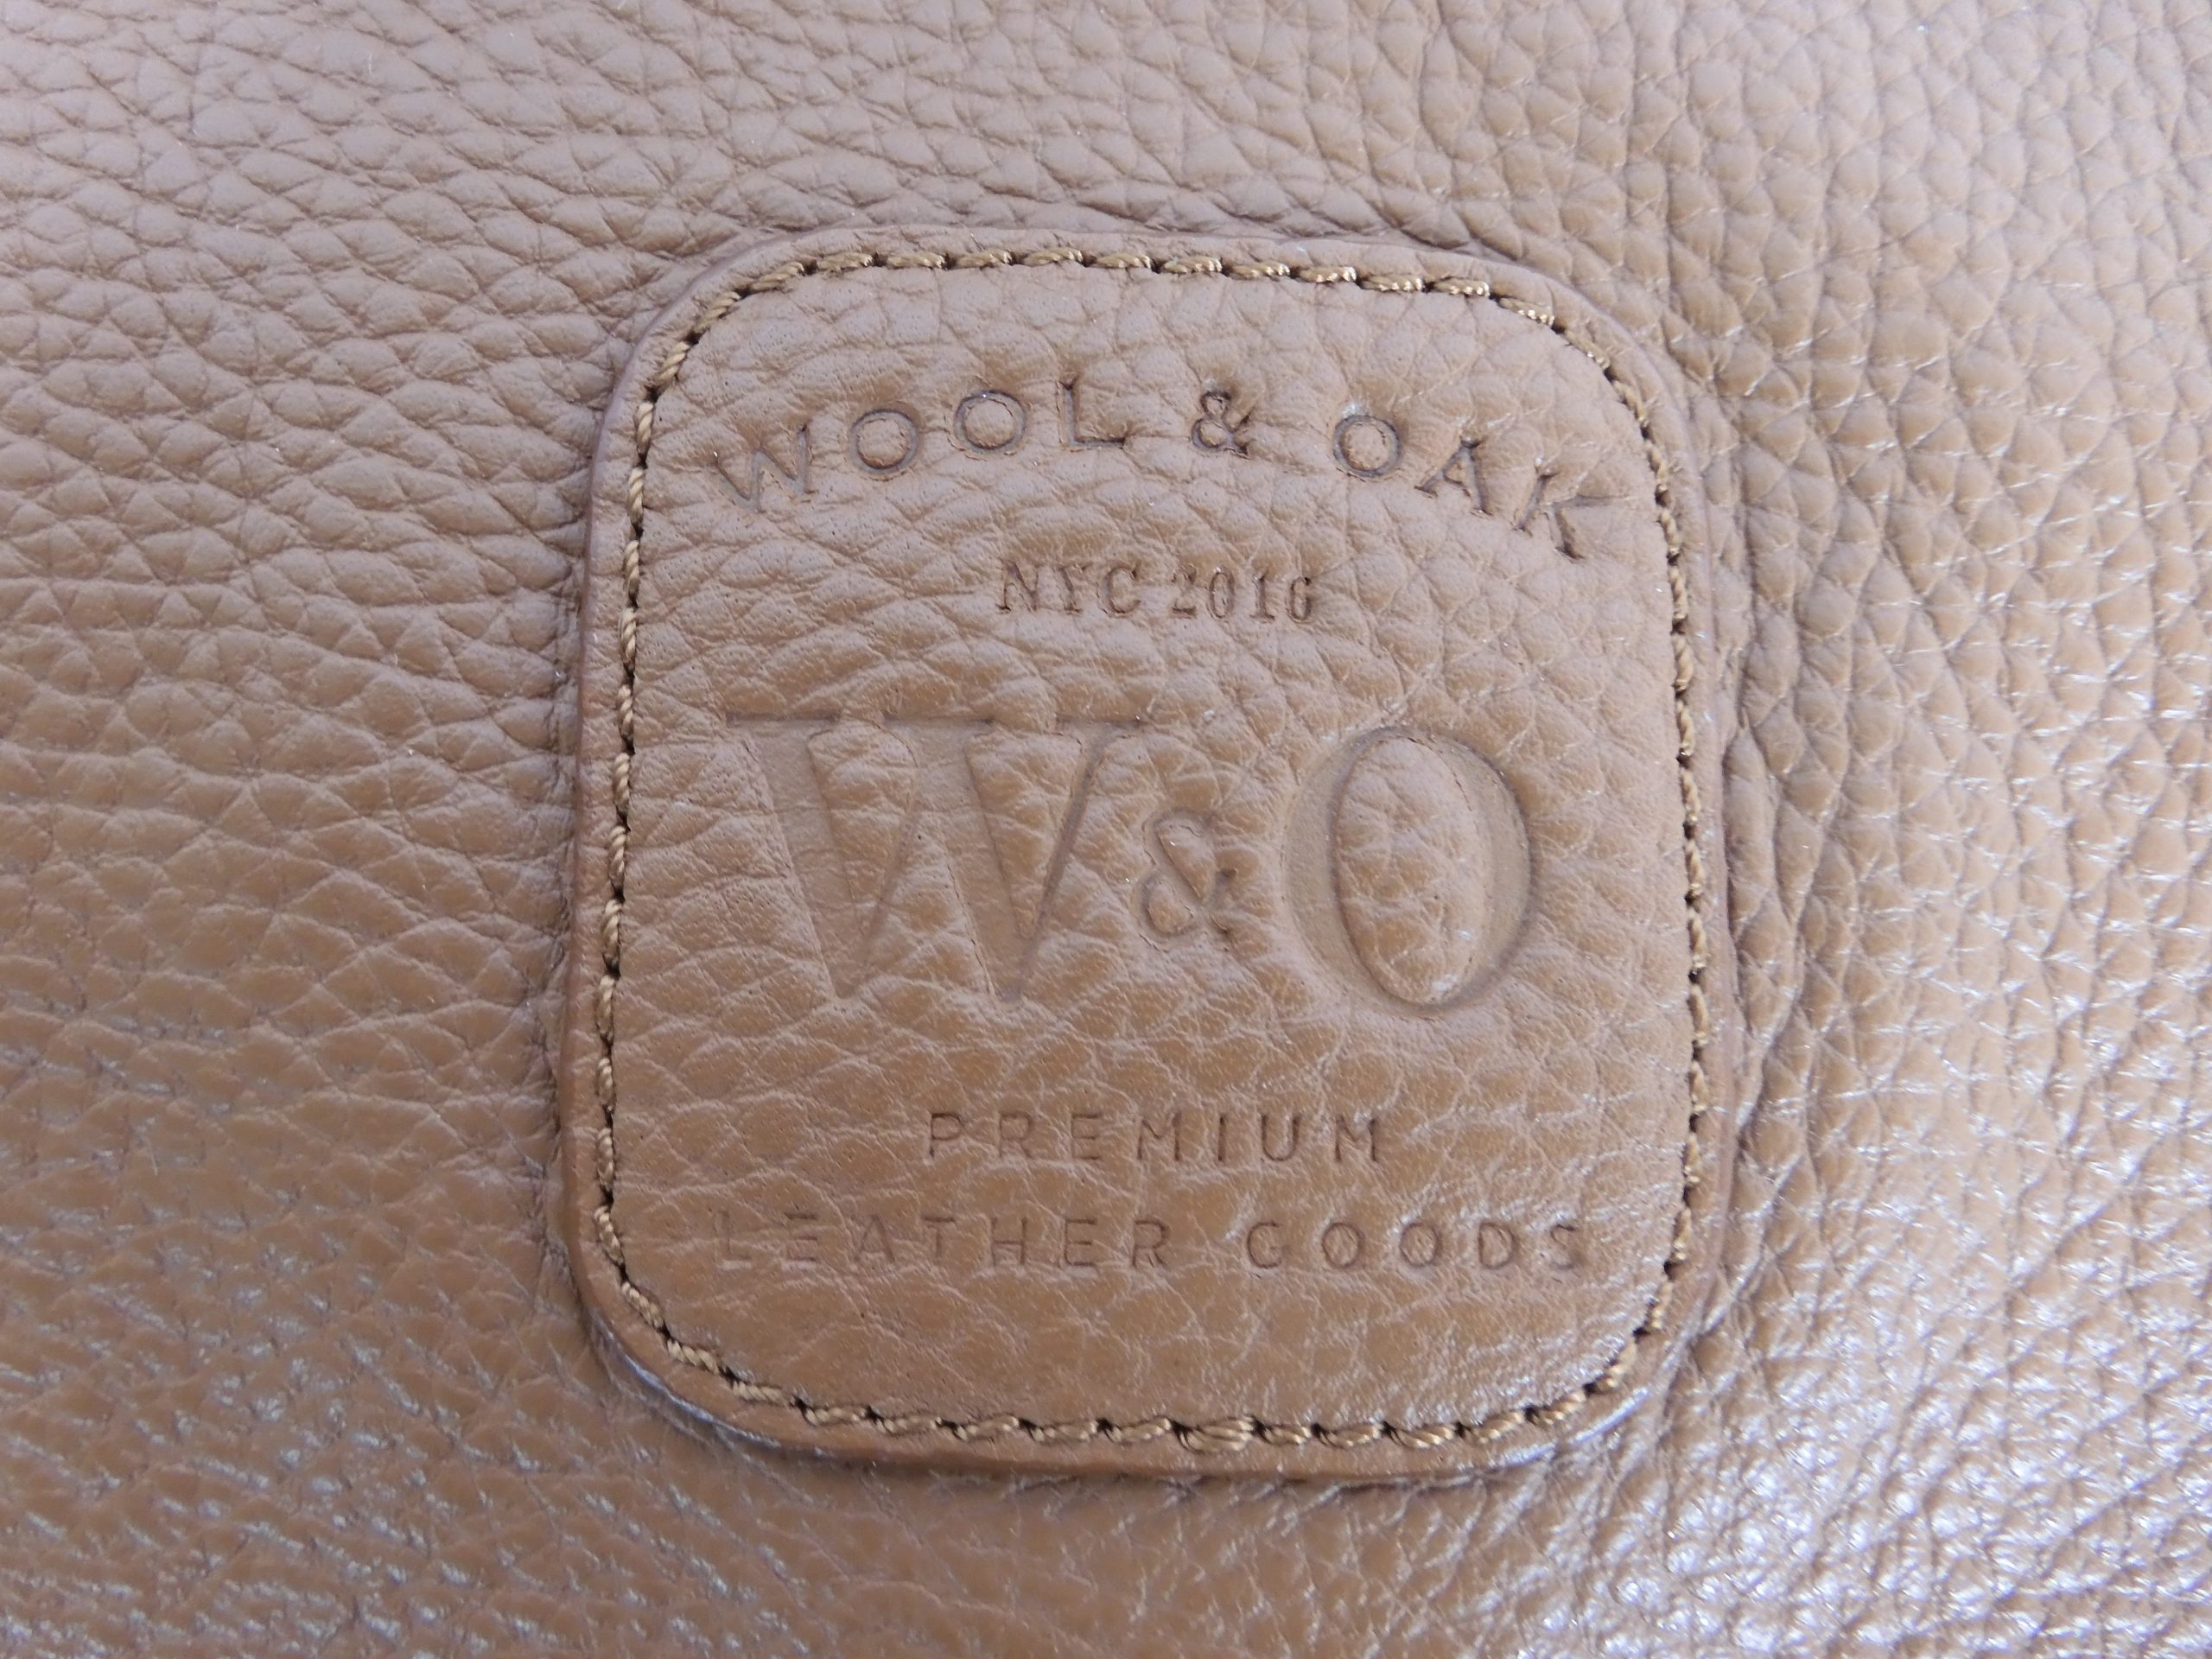 WOOL & OAK
NYC 2016
W&O
PREMIUM
LEATHER GOODS